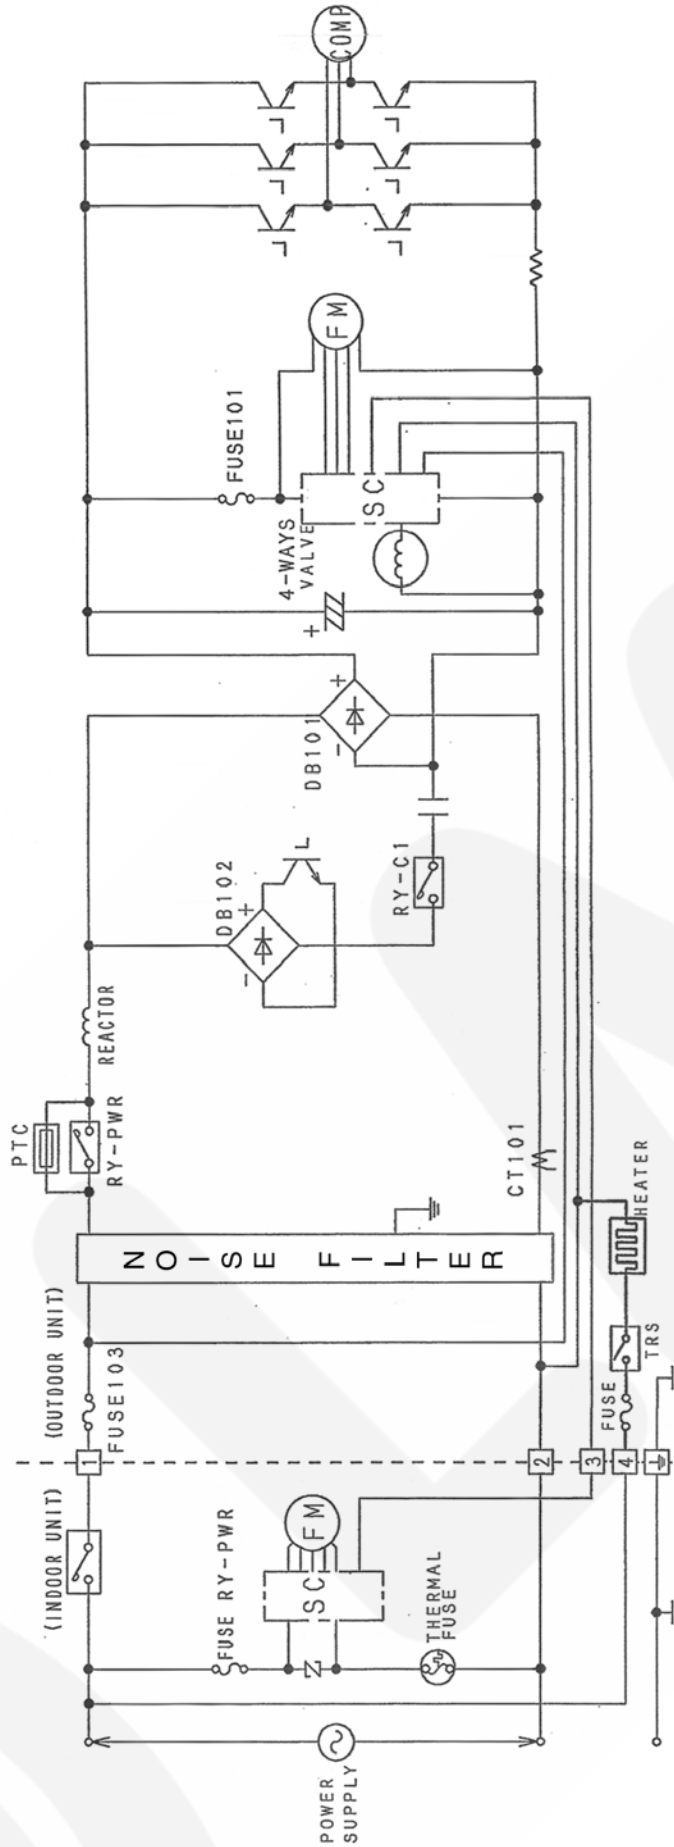 POWER
SUPPLY
(INDOOR UNIT)
FUSE RY-PWR
Z
SC
FM
THERMAL
FUSE
1
2
3
4
(OUTDOOR UNIT)
FUSE103
FUSE
TRS
HEATER
NOISE FILTER
CT101
PTC
RY-PWR
REACTOR
DB102
- +
L
RY-C1
DB101
- +
+
4-WAYS
VALVE
SC
FUSE101
FM
COMP